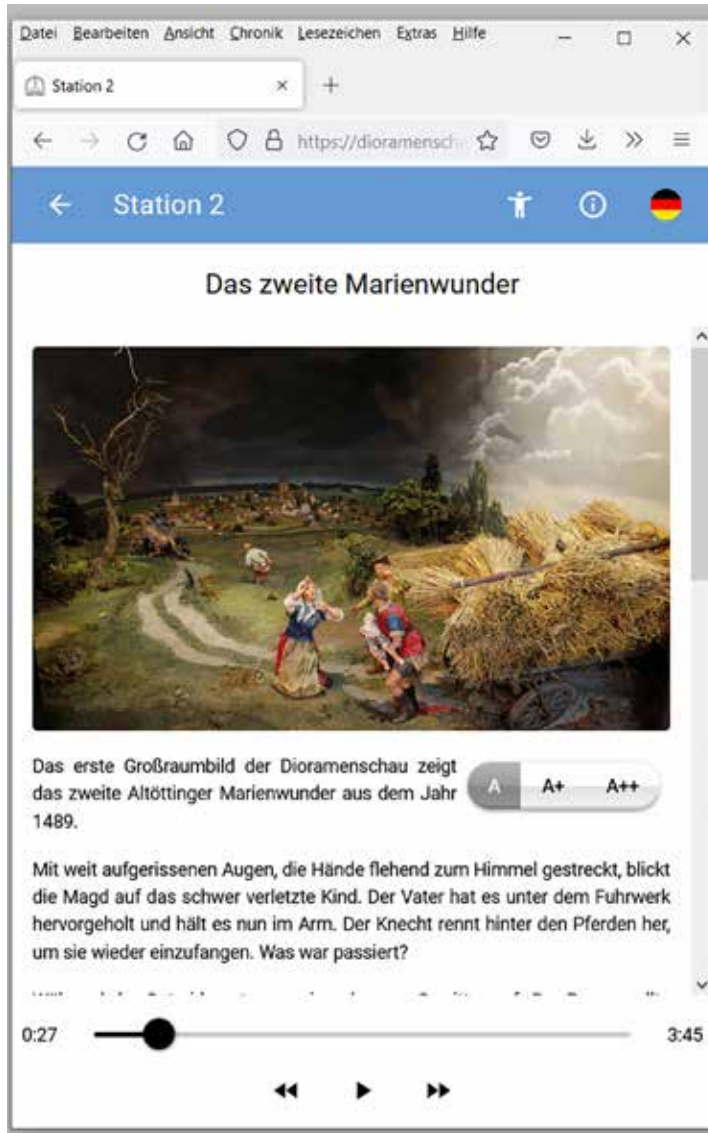 Datei Bearbeiten Ansicht Chronik Lesezeichen Extras Hilfe
Station 2
https://dioramensch
Station 2
Das zweite Marienwunder
Das erste Großraumbild der Dioramenschau zeigt
das zweite Altöttinger Marienwunder aus dem Jahr
1489.
A A+ A++
Mit weit aufgerissenen Augen, die Hände flehend zum Himmel gestreckt, blickt
die Magd auf das schwer verletzte Kind. Der Vater hat es unter dem Fuhrwerk
hervorgeholt und hält es nun im Arm. Der Knecht rennt hinter den Pferden her,
um sie wieder einzufangen. Was war passiert?
0:27 3:45